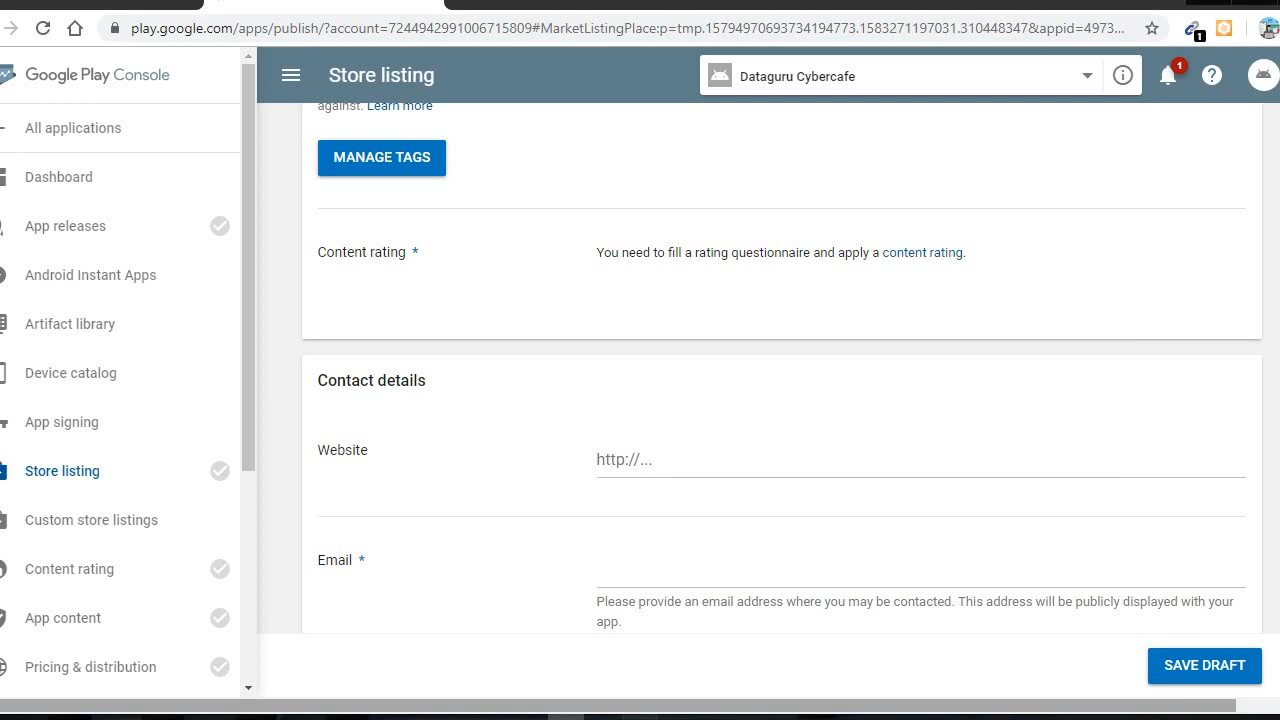 play.google.com/apps/publish/?account=7244942991006715809#MarketListingPlace:p=tmp.15794970693734194773.1583271197031.310448347&appid=4973...
1
Google Play Console
Store listing
Dataguru Cybercafe
1
All applications
Dashboard
App releases
Android Instant Apps
Artifact library
Device catalog
App signing
Store listing
Custom store listings
Content rating
App content
Pricing & distribution
against. Learn more
MANAGE TAGS
Content rating *
You need to fill a rating questionnaire and apply a content rating.
Contact details
Website
http://...
Email *
Please provide an email address where you may be contacted. This address will be publicly displayed with your
app.
SAVE DRAFT